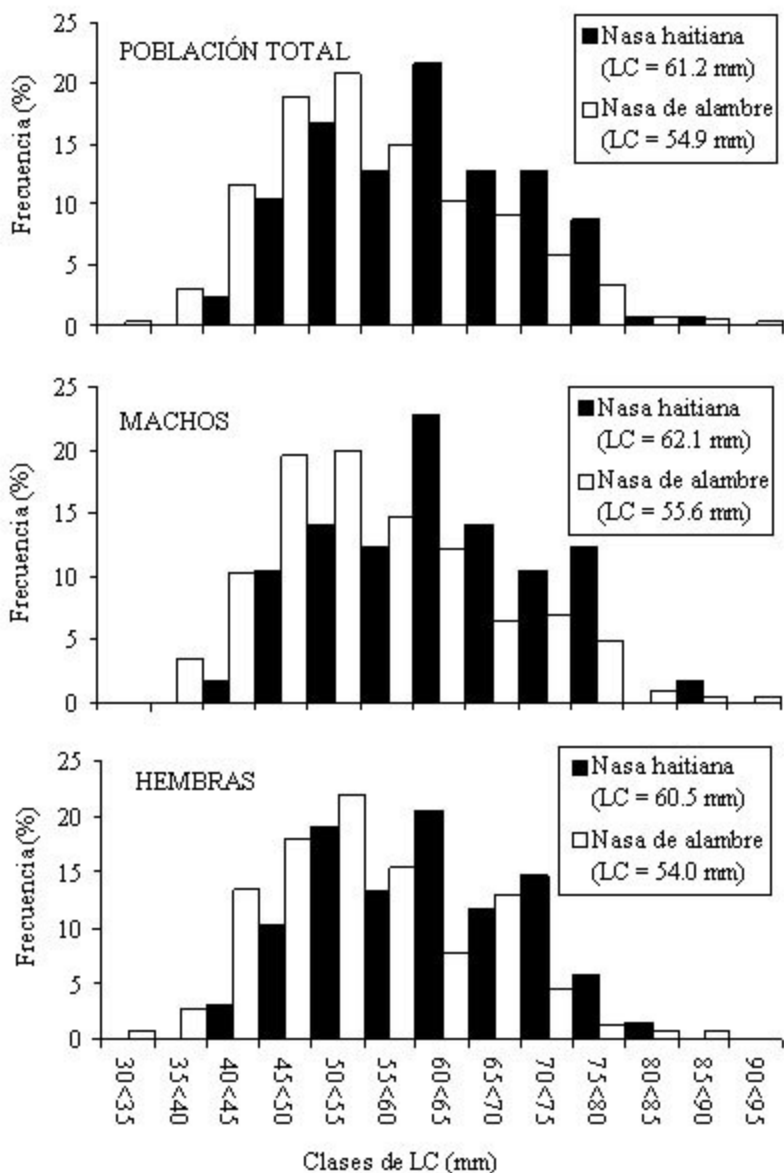 25
20
15
10
5
0
Frecuencia (%)
POBLACIÓN TOTAL
Nasa haitiana
(LC = 61.2 mm)
Nasa de alambre
(LC = 54.9 mm)
25
20
15
10
5
0
Frecuencia (%)
MACHOS
Nasa haitiana
(LC = 62.1 mm)
Nasa de alambre
(LC = 55.6 mm)
25
20
15
10
5
0
Frecuencia (%)
HEMBRAS
Nasa haitiana
(LC = 60.5 mm)
Nasa de alambre
(LC = 54.0 mm)
30<35
35<40
40<45
45<50
50<55
55<60
60<65
65<70
70<75
75<80
80<85
85<90
90<95
Clases de LC (mm)